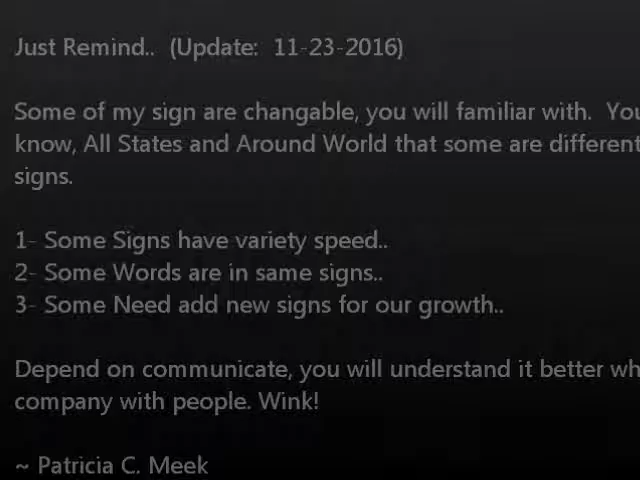 Just Remind.. (Update: 11-23-2016)
Some of my sign are changable, you will familiar with. You
know, All States and Around World that some are different
signs.
1- Some Signs have variety speed..
2- Some Words are in same signs..
3- Some Need add new signs for our growth..
Depend on communicate, you will understand it better wh
company with people. Wink!
~ Patricia C. Meek